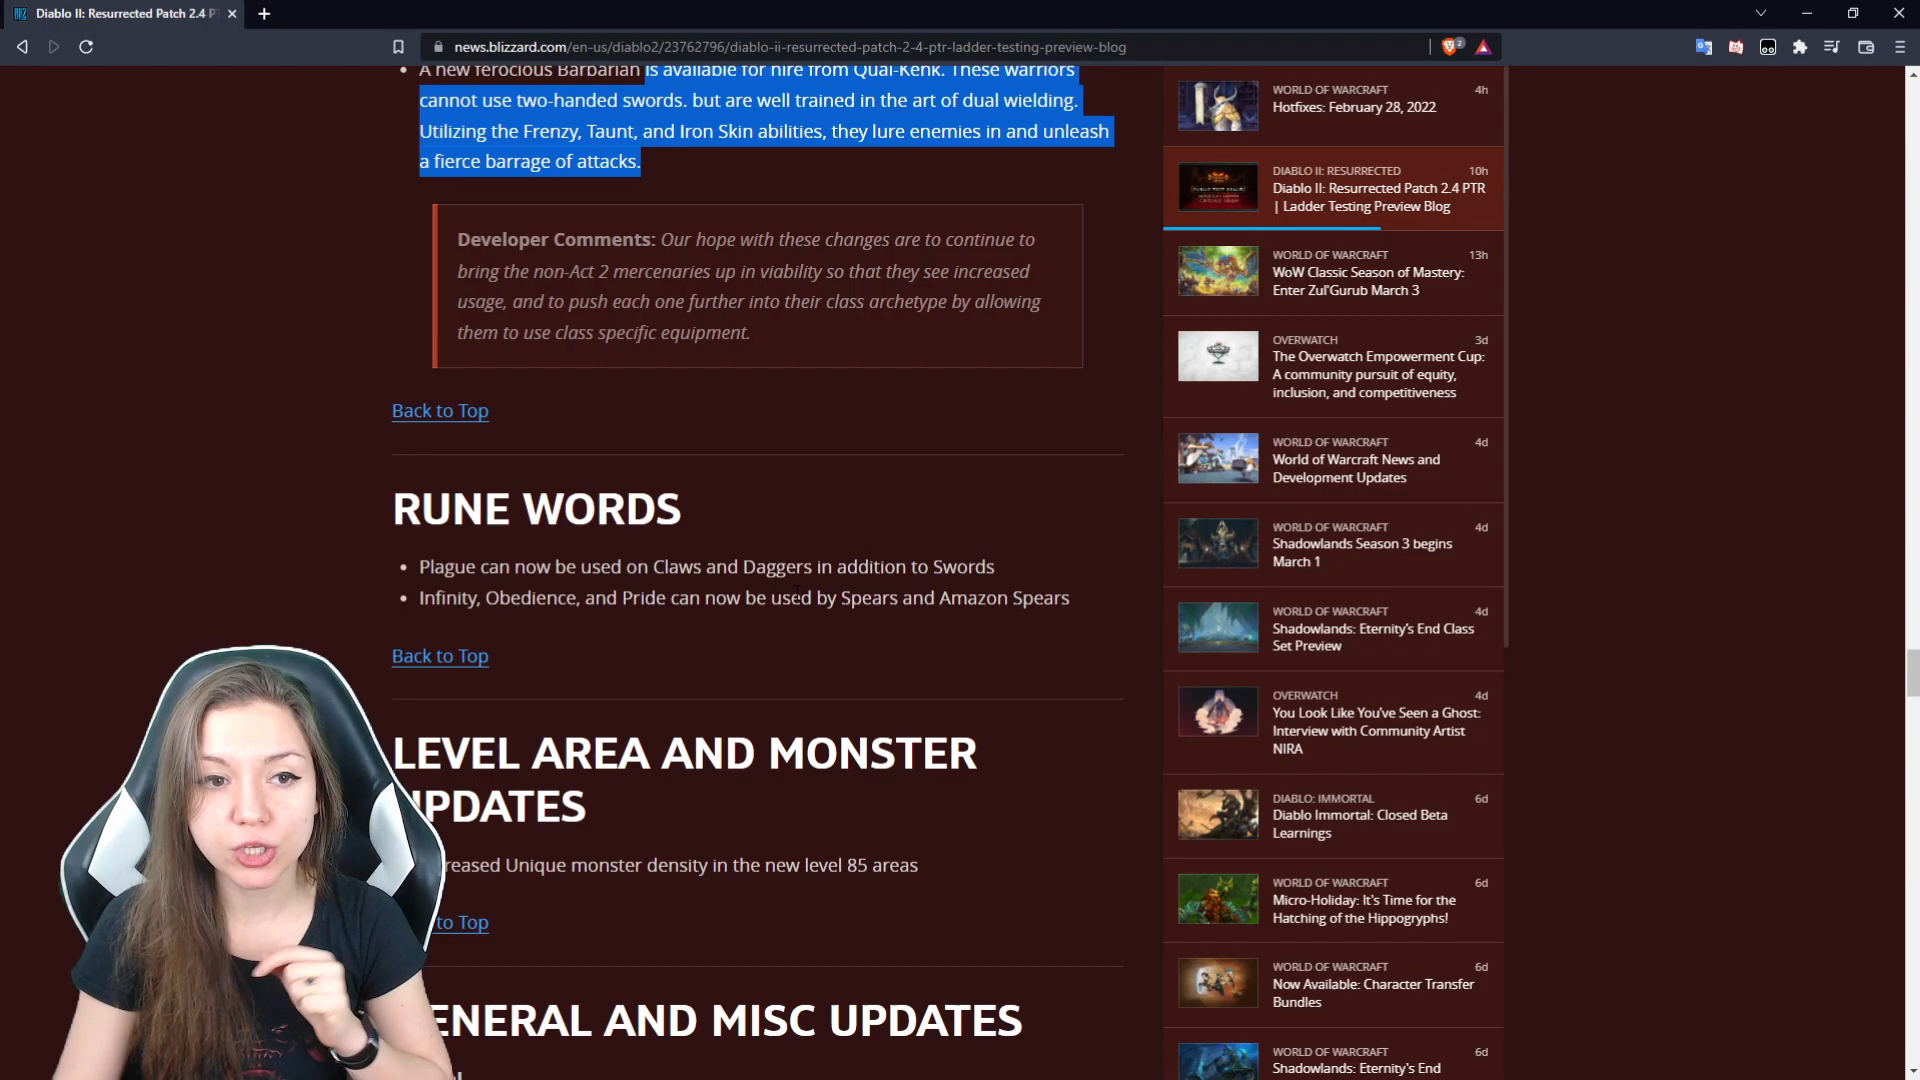 Diablo II: Resurrected Patch 2.4 P
news.blizzard.com/en-us/diablo2/23762796/diablo-ii-resurrected-patch-2-4-ptr-ladder-testing-preview-blog
A new ferocious Barbarian is available for hire from Qual-Kehk. These warriors
cannot use two-handed swords. but are well trained in the art of dual wielding.
Utilizing the Frenzy, Taunt, and Iron Skin abilities, they lure enemies in and unleash
a fierce barrage of attacks.
Developer Comments: Our hope with these changes are to continue to
bring the non-Act 2 mercenaries up in viability so that they see increased
usage, and to push each one further into their class archetype by allowing
them to use class specific equipment.
Back to Top
RUNE WORDS
Plague can now be used on Claws and Daggers in addition to Swords
Infinity, Obedience, and Pride can now be used by Spears and Amazon Spears
Back to Top
LEVEL AREA AND MONSTER
UPDATES
reased Unique monster density in the new level 85 areas
to Top
ENERAL AND MISC UPDATES
WORLD OF WARCRAFT 4h
Hotfixes: February 28, 2022
DIABLO II: RESURRECTED 10h
Diablo II: Resurrected Patch 2.4 PTR
| Ladder Testing Preview Blog
WORLD OF WARCRAFT 13h
WoW Classic Season of Mastery:
Enter Zul'Gurub March 3
OVERWATCH 3d
The Overwatch Empowerment Cup:
A community pursuit of equity,
inclusion, and competitiveness
WORLD OF WARCRAFT 4d
World of Warcraft News and
Development Updates
WORLD OF WARCRAFT 4d
Shadowlands Season 3 begins
March 1
WORLD OF WARCRAFT 4d
Shadowlands: Eternity's End Class
Set Preview
OVERWATCH 4d
You Look Like You've Seen a Ghost:
Interview with Community Artist
NIRA
DIABLO: IMMORTAL 6d
Diablo Immortal: Closed Beta
Learnings
WORLD OF WARCRAFT 6d
Micro-Holiday: It's Time for the
Hatching of the Hippogryphs!
WORLD OF WARCRAFT 6d
Now Available: Character Transfer
Bundles
WORLD OF WARCRAFT 6d
Shadowlands: Eternity's End